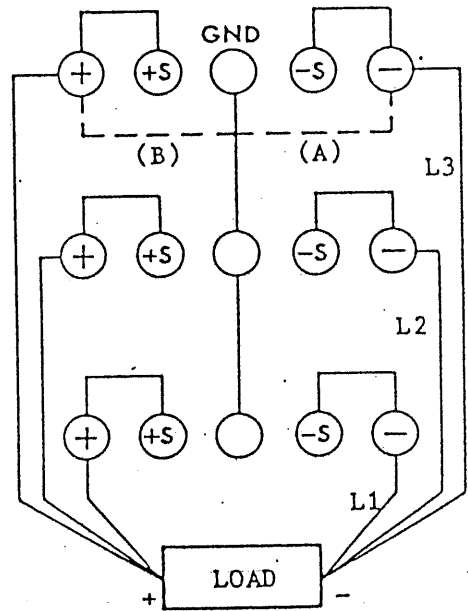 GND
+ +S -S −
(B) (A)
L3
+ +S -S −
L2
+ +S -S −
L1
+ LOAD -